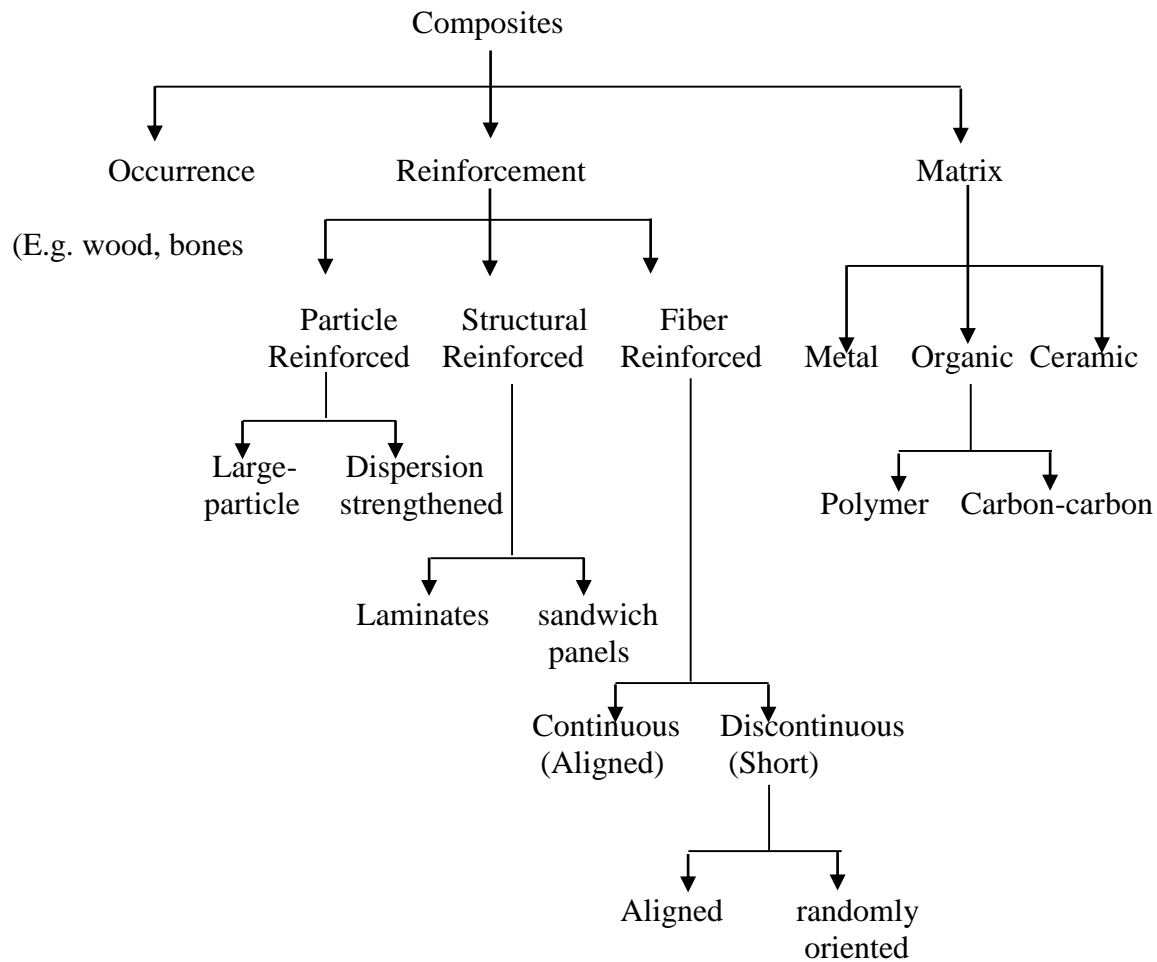 Composites
Occurrence Reinforcement Matrix
(E.g. wood, bones
Particle Structural Fiber
Reinforced Reinforced Reinforced Metal Organic Ceramic
Large- Dispersion
particle strengthened Polymer Carbon-carbon
Laminates sandwich
panels
Continuous Discontinuous
(Aligned) (Short)
Aligned randomly
oriented